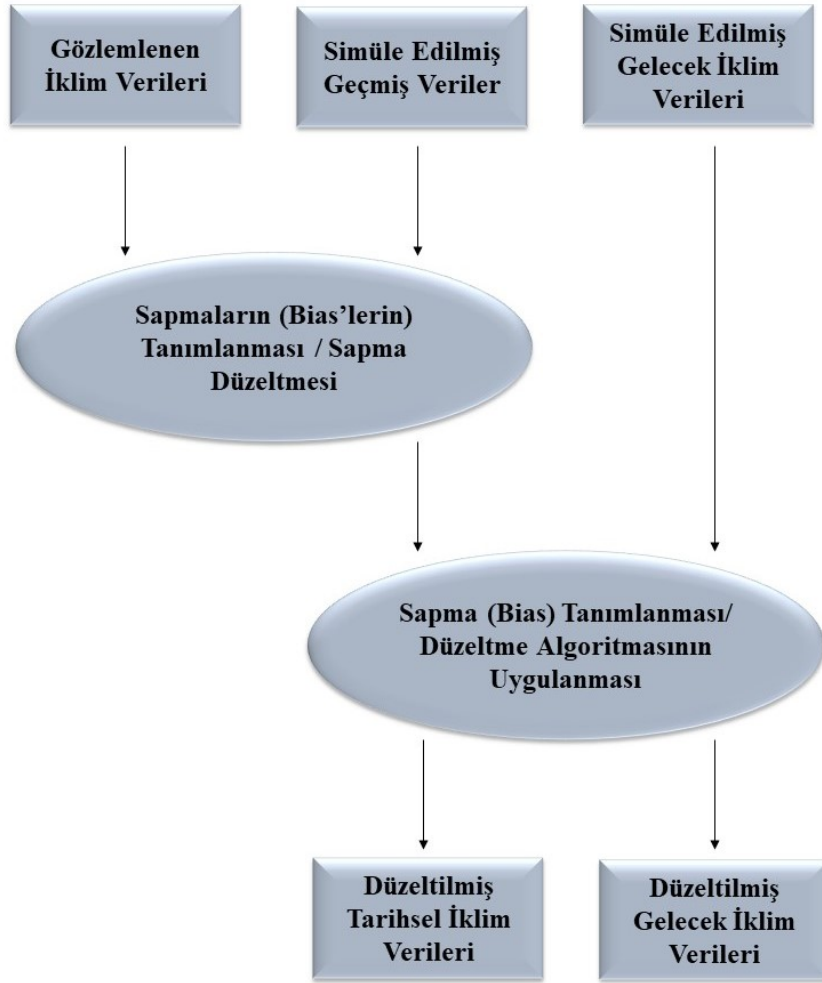 Gözlemlenen
İklim Verileri
Simüle Edilmiş
Geçmiş Veriler
Simüle Edilmiş
Gelecek İklim
Verileri
Sapmaların (Bias’lerin)
Tanımlanması / Sapma
Düzeltmesi
Sapma (Bias) Tanımlanması/
Düzeltme Algoritmasının
Uygulanması
Düzeltilmiş
Tarihsel İklim
Verileri
Düzeltilmiş
Gelecek İklim
Verileri